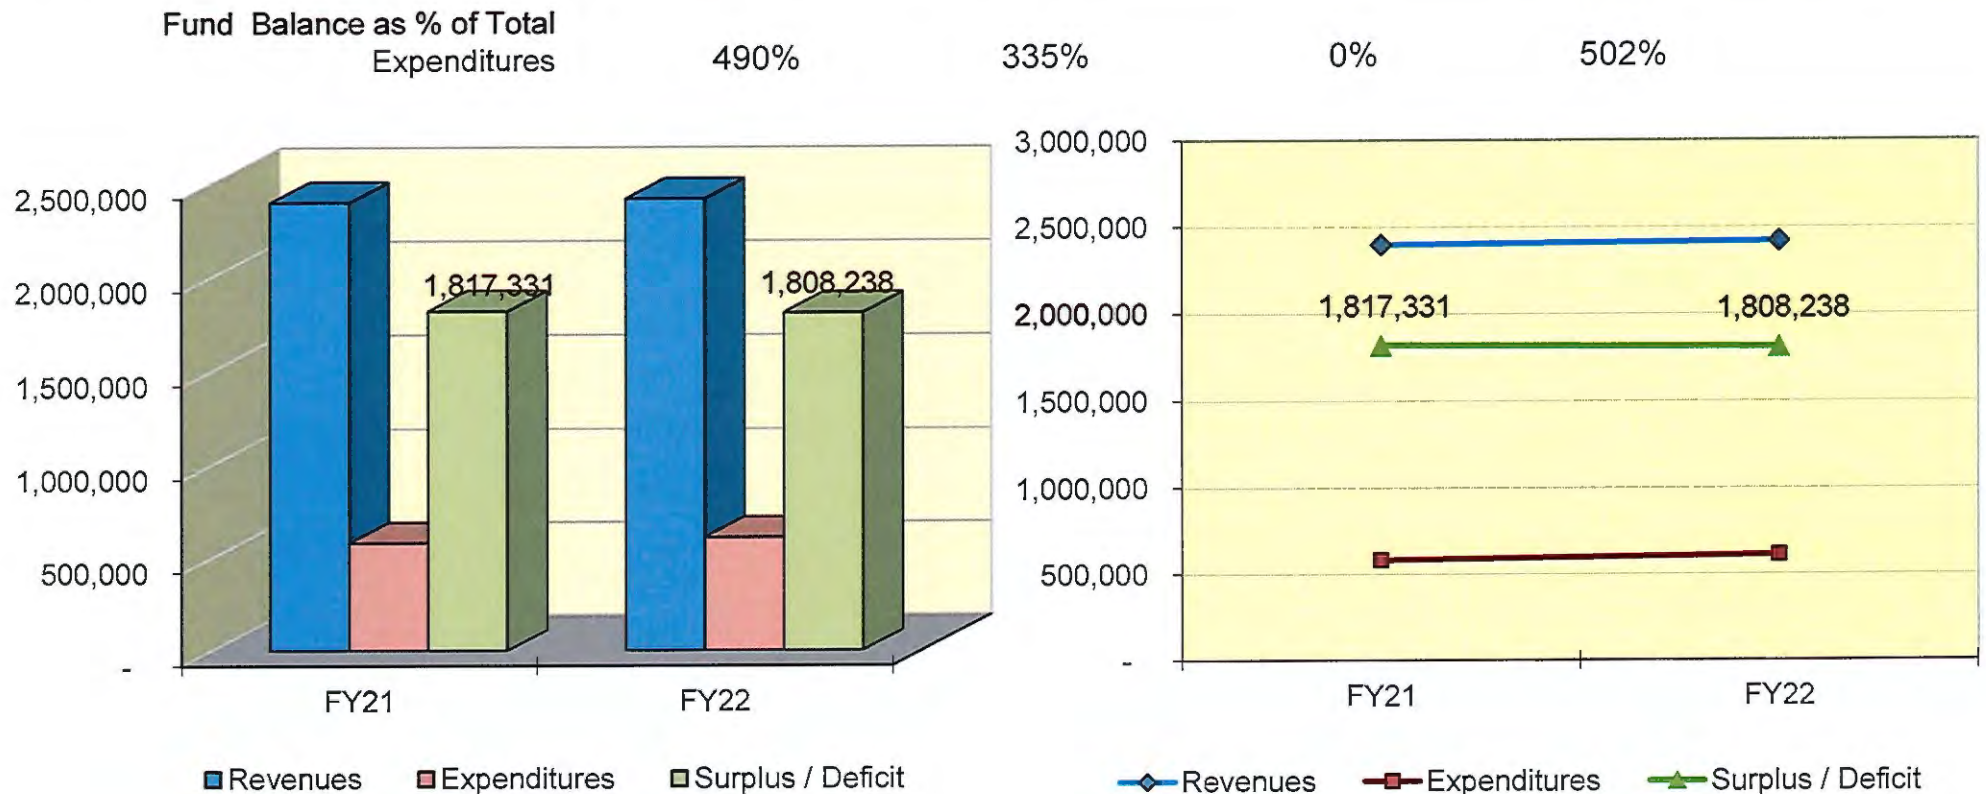 Fund Balance as % of Total
Expenditures 490% 335% 0% 502%
2,500,000
2,000,000
1,500,000
1,000,000
500,000
-
1,817,331
1,808,238
FY21
FY22
Revenues Expenditures Surplus / Deficit
3,000,000
2,500,000
2,000,000
1,500,000
1,000,000
500,000
-
1,817,331
1,808,238
FY21
FY22
Revenues Expenditures Surplus / Deficit